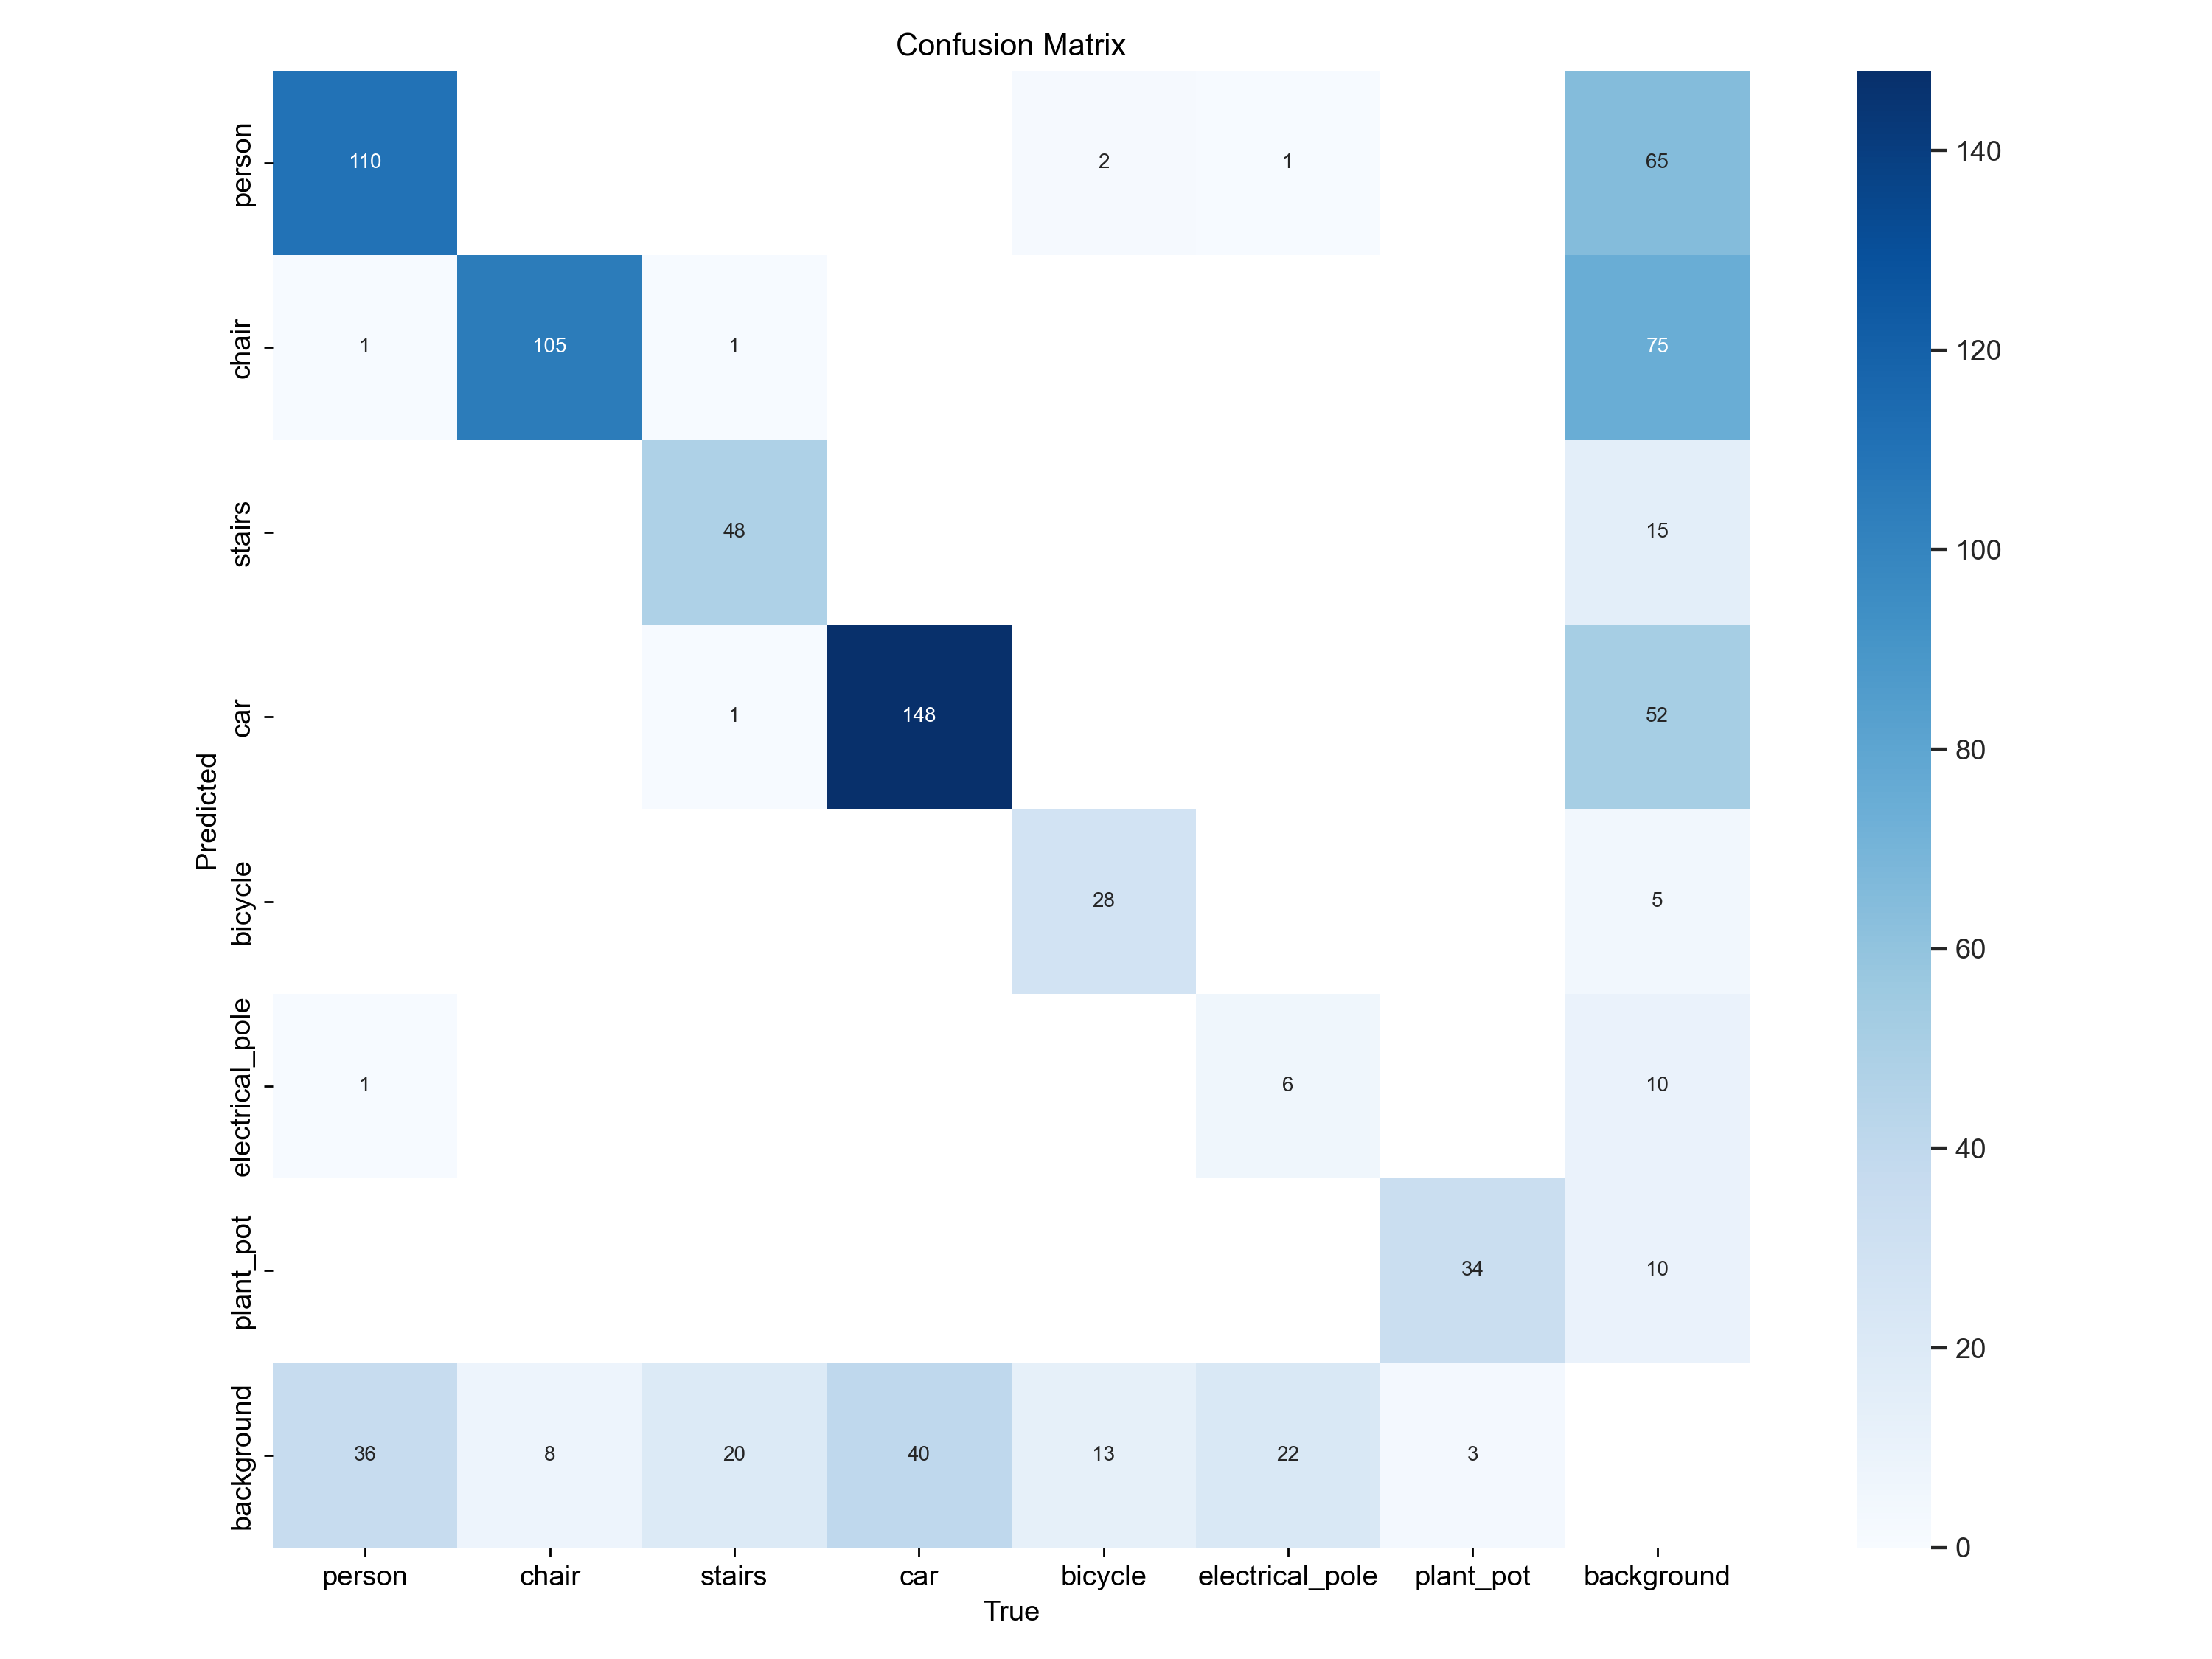 Confusion Matrix
person 110 2 1 65
chair 1 105 1 75
stairs 48 15
car 1 148 52
bicycle 28 5
electrical_pole 1 6 10
plant_pot 34 10
background 36 8 20 40 13 22 3
person chair stairs car bicycle electrical_pole plant_pot background
True
Predicted
140
120
100
80
60
40
20
0